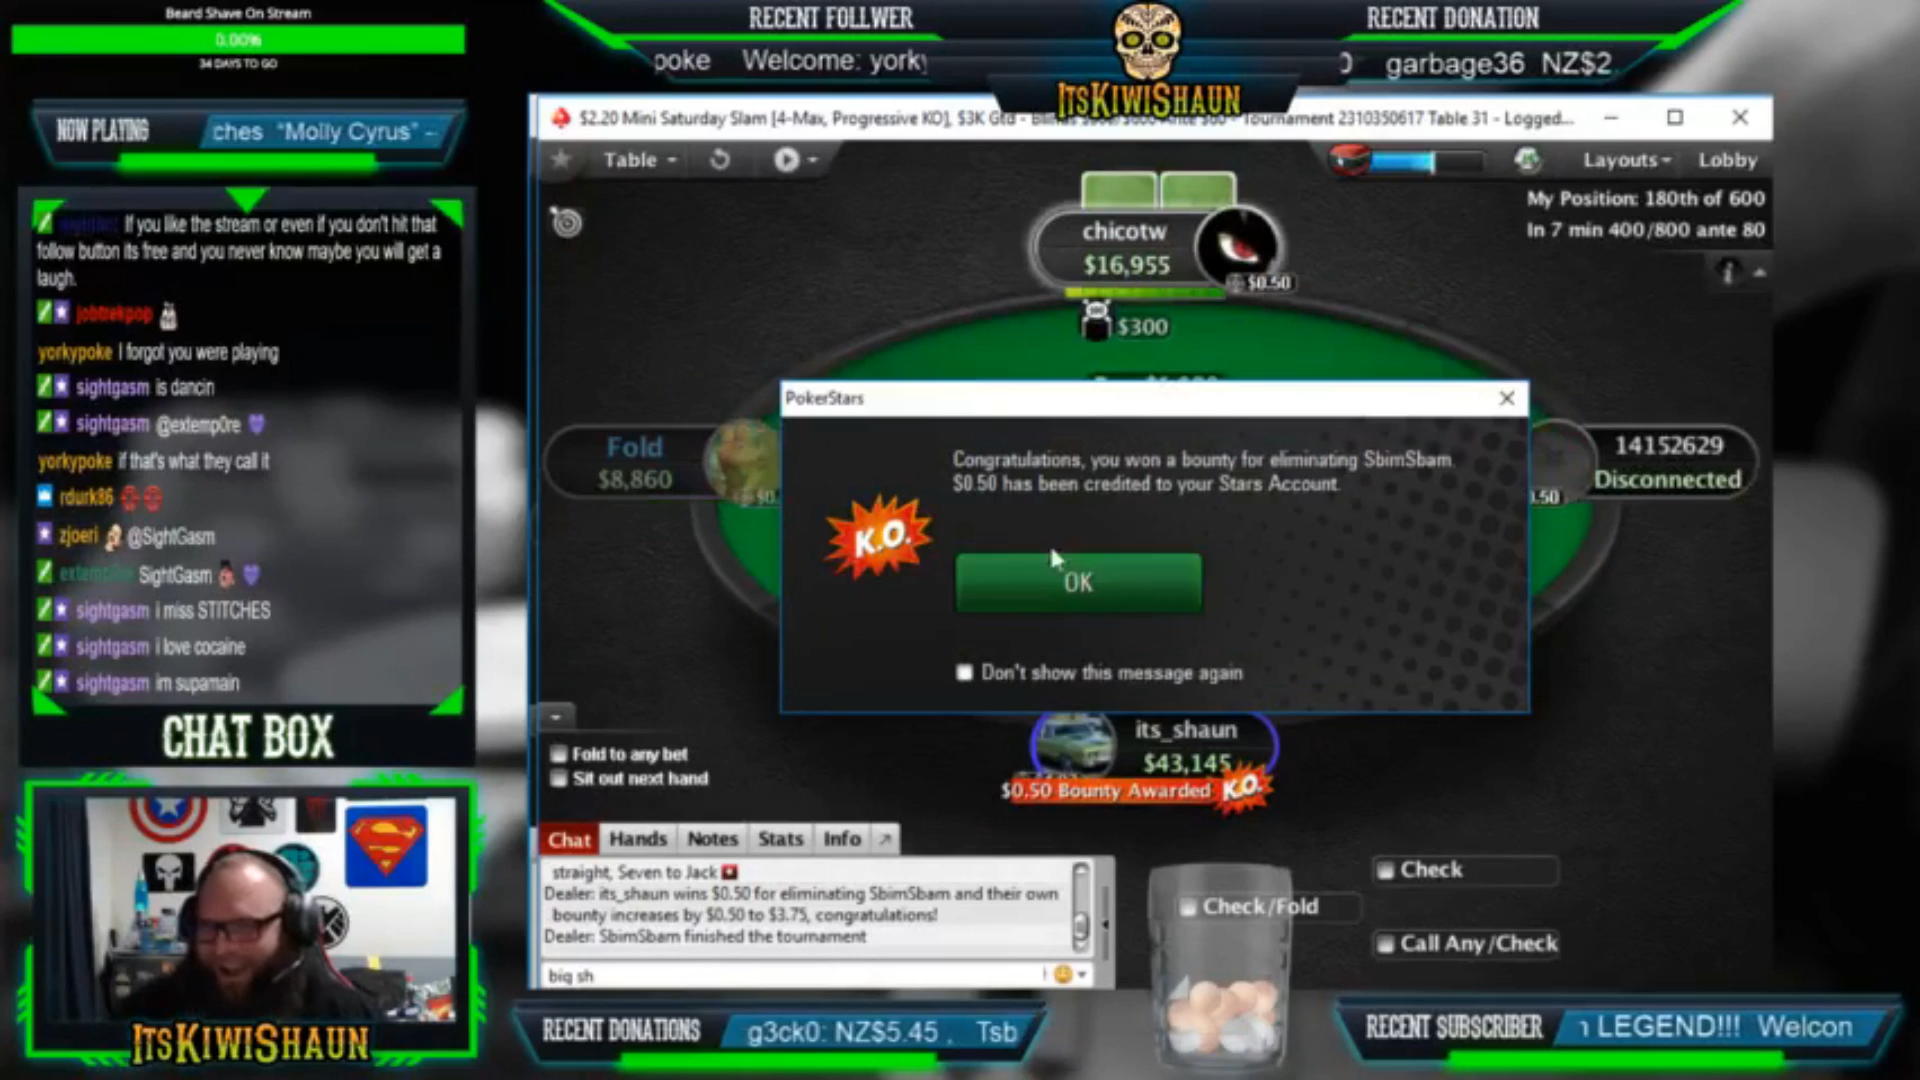 Beard Shave On Stream
0.00%
34 DAYS TO GO
NOW PLAYING
ches "Molly Cyrus" -
RECENT FOLLWER
poke Welcome: york
ITSKIWISHAUN
RECENT DONATION
garbage36 NZ$2
If you like the stream or even if you don't hit that
follow button its free and you never know maybe you will get a
laugh.
jobtrekpop
yorkypoke I forgot you were playing
sightgasm is dancin
sightgasm @extemp0re
yorkypoke if that's what they call it
rdurk86
zjoeri @SightGasm
SightGasm
sightgasm i miss STITCHES
sightgasm i love cocaine
sightgasm im supamain
CHAT BOX
ITSKIWISHAUN
$2.20 Mini Saturday Slam [4-Max, Progressive KO], $3K Gtd - Tournament 2310350617 Table 31 - Logged...
Table
Layouts
Lobby
My Position: 180th of 600
In 7 min 400/800 ante 80
chicotw
$16,955
$0.50
$300
Fold
$8,860
14152629
Disconnected
PokerStars
Congratulations, you won a bounty for eliminating SbimSbam.
$0.50 has been credited to your Stars Account.
K.O.
OK
Don't show this message again
its_shaun
$43,145
$0.50 Bounty Awarded K.O.
Fold to any bet
Sit out next hand
Chat Hands Notes Stats Info
straight, Seven to Jack
Dealer: its_shaun wins $0.50 for eliminating SbimSbam and their own
bounty increases by $0.50 to $3.75, congratulations!
Dealer: SbimSbam finished the tournament
big sh
Check
Check/Fold
Call Any/Check
RECENT DONATIONS
g3ck0: NZ$5.45 , Tsb
RECENT SUBSCRIBER
LEGEND!!! Welcon